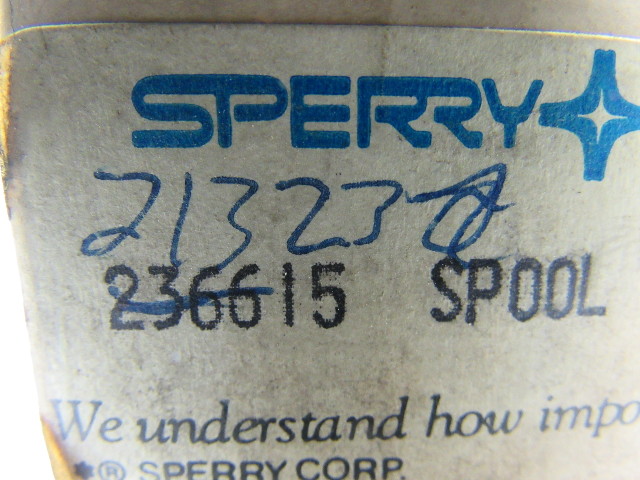 SPERRY
213238
236615 SPOOL
We understand how impo
*® SPERRY CORP.